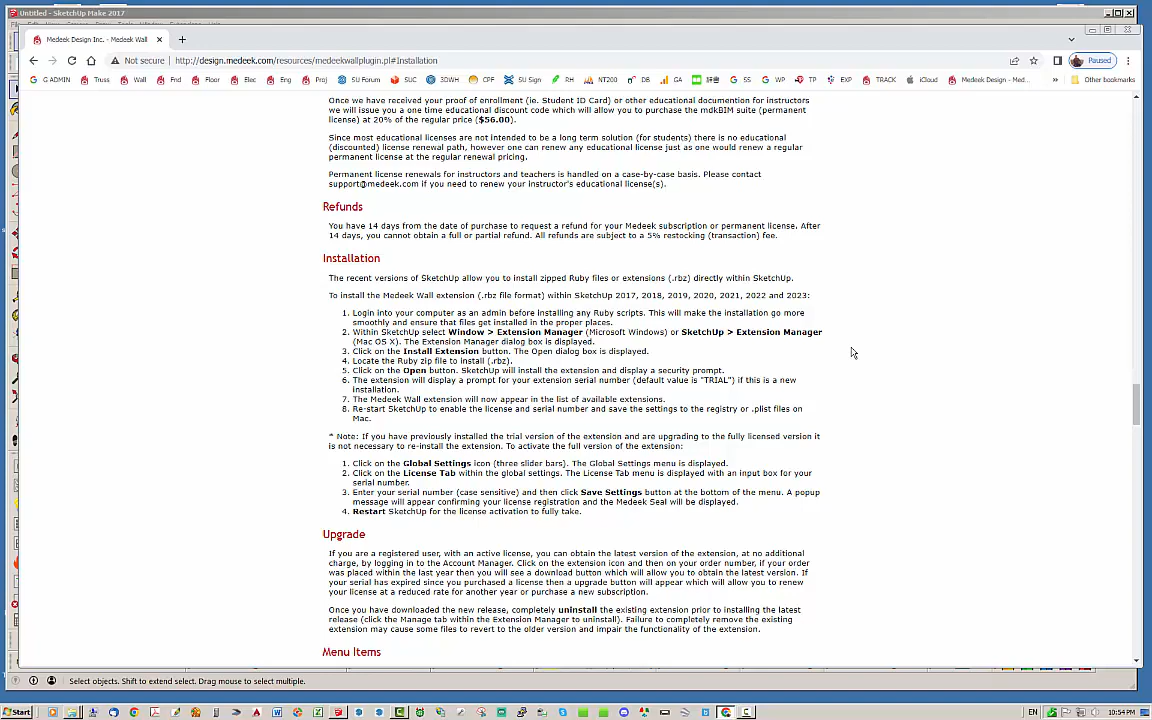 Untitled - SketchUp Make 2017
Medeek Design Inc. - Medeek Wall
Not secure | http://design.medeek.com/resources/medeekwallplugin.pl#Installation
Paused
G ADMIN Truss Wall Fnd Floor Elec Eng Proj SU Forum SUC 3DWH CPF SU Sign RH NT200 DB GA SS WP TP EXP TRACK iCloud Medeek Design - Med... » Other bookmarks
Once we have received your proof of enrollment (ie. Student ID Card) or other educational documentation for instructors
we will issue you a one time educational discount code which will allow you to purchase the mdkBIM suite (permanent
license) at 20% of the regular price ($56.00).
Since most educational licenses are not intended to be a long term solution (for students) there is no educational
(discounted) license renewal path, however one can renew any educational license just as one would renew a regular
permanent license at the regular renewal pricing.
Permanent license renewals for instructors and teachers is handled on a case-by-case basis. Please contact
support@medeek.com if you need to renew your instructor's educational license(s).
Refunds
You have 14 days from the date of purchase to request a refund for your Medeek subscription or permanent license. After
14 days, you cannot obtain a full or partial refund. All refunds are subject to a 5% restocking (transaction) fee.
Installation
The recent versions of SketchUp allow you to install zipped Ruby files or extensions (.rbz) directly within SketchUp.
To install the Medeek Wall extension (.rbz file format) within SketchUp 2017, 2018, 2019, 2020, 2021, 2022 and 2023:
1. Login into your computer as an admin before installing any Ruby scripts. This will make the installation go more
smoothly and ensure that files get installed in the proper places.
2. Within SketchUp select Window > Extension Manager (Microsoft Windows) or SketchUp > Extension Manager
(Mac OS X). The Extension Manager dialog box is displayed.
3. Click on the Install Extension button. The Open dialog box is displayed.
4. Locate the Ruby zip file to install (.rbz).
5. Click on the Open button. SketchUp will install the extension and display a security prompt.
6. The extension will display a prompt for your extension serial number (default value is "TRIAL") if this is a new
installation.
7. The Medeek Wall extension will now appear in the list of available extensions.
8. Re-start SketchUp to enable the license and serial number and save the settings to the registry or .plist files on
Mac.
* Note: If you have previously installed the trial version of the extension and are upgrading to the fully licensed version it
is not necessary to re-install the extension. To activate the full version of the extension:
1. Click on the Global Settings icon (three slider bars). The Global Settings menu is displayed.
2. Click on the License Tab within the global settings. The License Tab menu is displayed with an input box for your
serial number.
3. Enter your serial number (case sensitive) and then click Save Settings button at the bottom of the menu. A popup
message will appear confirming your license registration and the Medeek Seal will be displayed.
4. Restart SketchUp for the license activation to fully take.
Upgrade
If you are a registered user, with an active license, you can obtain the latest version of the extension, at no additional
charge, by logging in to the Account Manager. Click on the extension icon and then on your order number, if your order
was placed within the last year then you will see a download button which will allow you to obtain the latest version. If
your serial has expired since you purchased a license then a upgrade button will appear which will allow you to renew
your license at a reduced rate for another year or purchase a new subscription.
Once you have downloaded the new release, completely uninstall the existing extension prior to installing the latest
release (click the Manage tab within the Extension Manager to uninstall). Failure to completely remove the existing
extension may cause some files to revert to the older version and impair the functionality of the extension.
Menu Items
Select objects. Shift to extend select. Drag mouse to select multiple.
Start
EN
10:54 PM